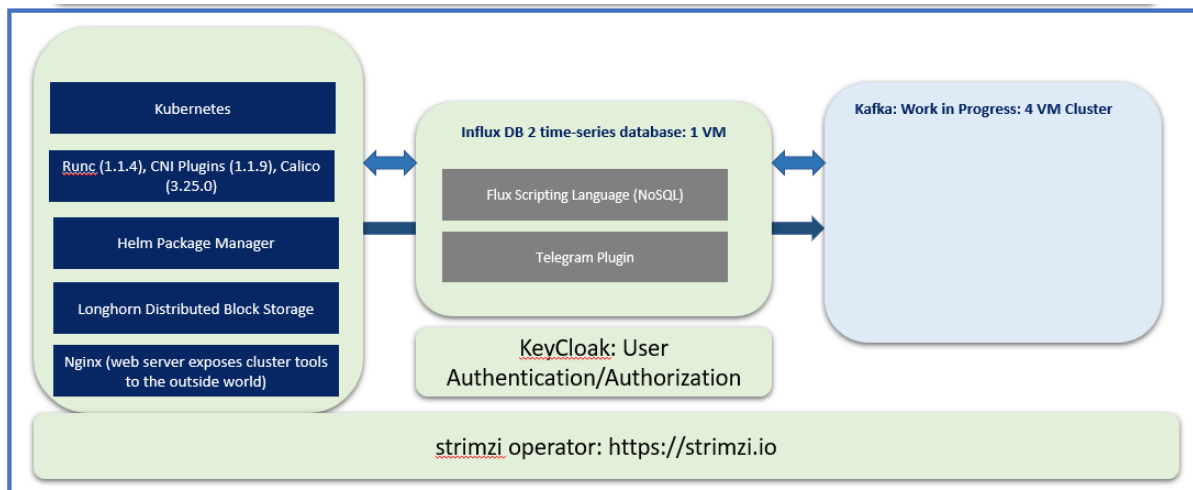 Kubernetes
Runc (1.1.4), CNI Plugins (1.1.9), Calico
(3.25.0)
Helm Package Manager
Longhorn Distributed Block Storage
Nginx (web server exposes cluster tools
to the outside world)
Influx DB 2 time-series database: 1 VM
Flux Scripting Language (NoSQL)
Telegram Plugin
KeyCloak: User
Authentication/Authorization
Kafka: Work in Progress: 4 VM Cluster
strimzi operator: https://strimzi.io